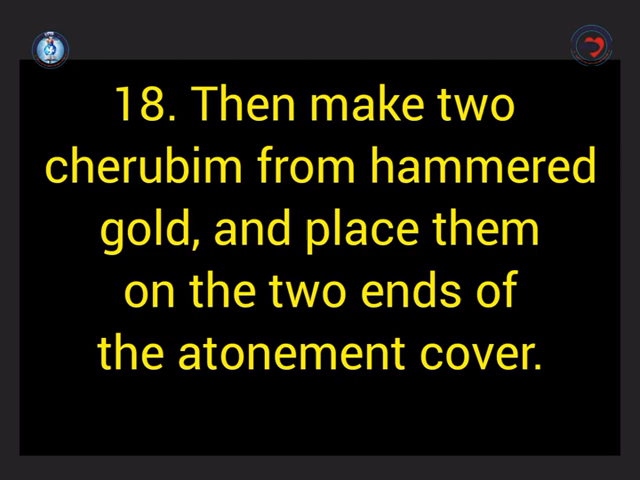 18. Then make two
cherubim from hammered
gold, and place them
on the two ends of
the atonement cover.